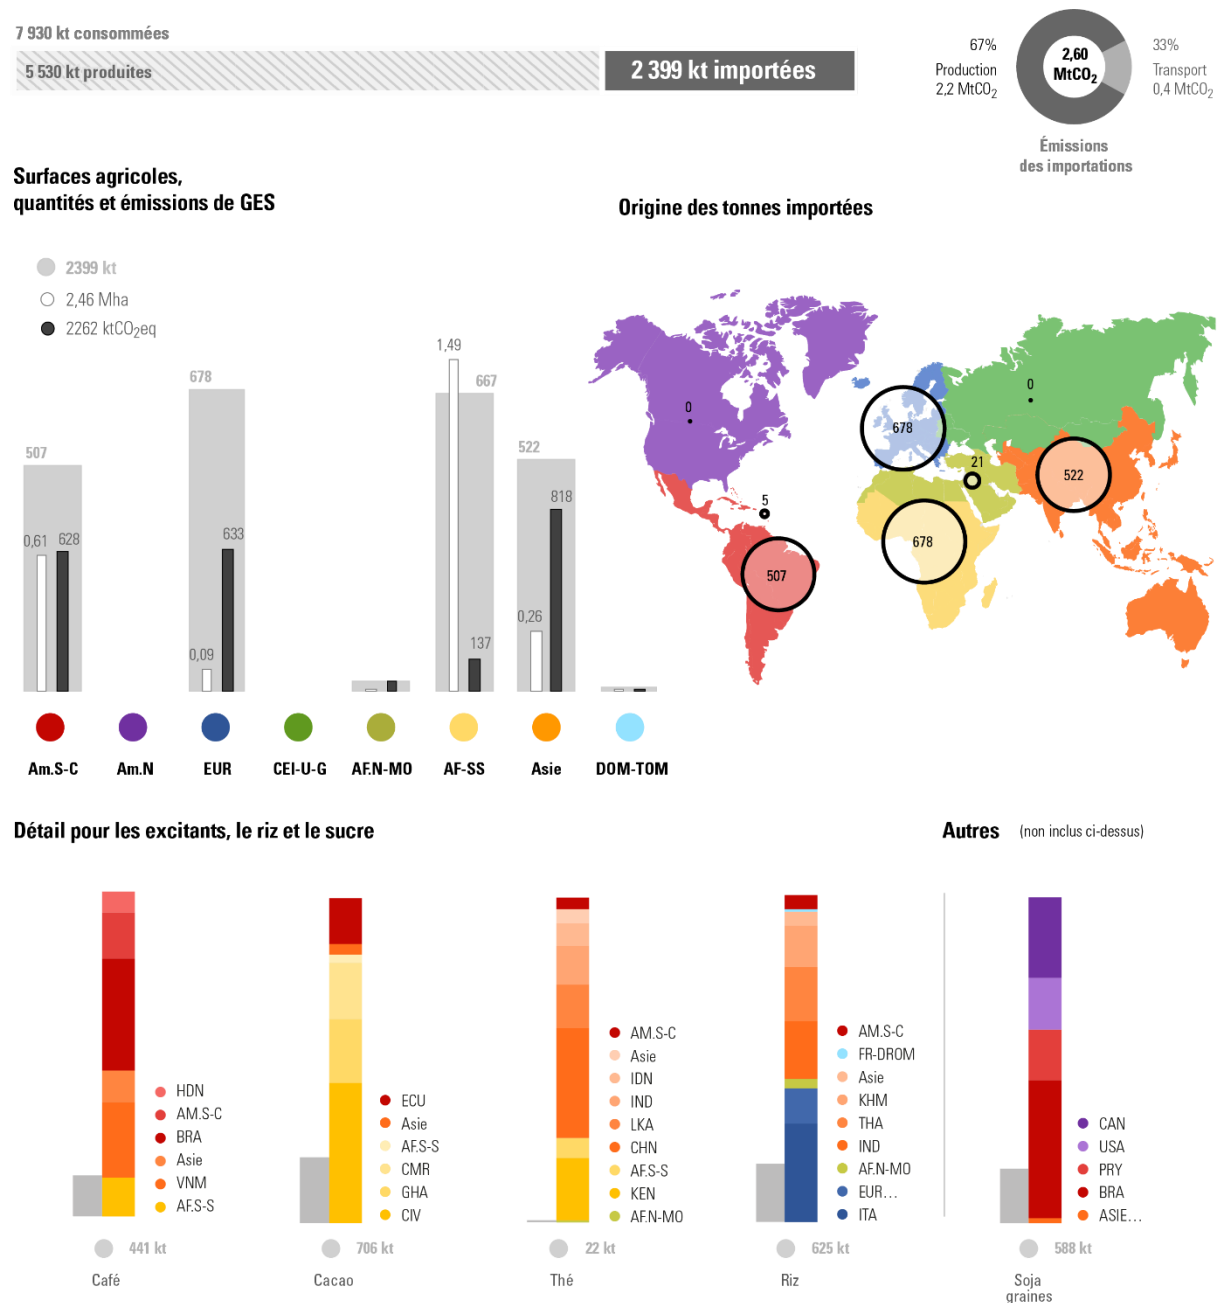 7 930 kt consommées
5 530 kt produites
2 399 kt importées
67%
Production
2,2 MtCO2
2,60
MtCO2
33%
Transport
0,4 MtCO2
Émissions
des importations
Surfaces agricoles,
quantités et émissions de GES
Origine des tonnes importées
2399 kt
2,46 Mha
2262 ktCO2eq
507
0,61
628
678
0,09
633
1,49
667
137
522
0,26
818
Am.S-C
Am.N
EUR
CEI-U-G
AF.N-MO
AF-SS
Asie
DOM-TOM
0
0
678
21
522
5
678
507
Détail pour les excitants, le riz et le sucre
Autres (non inclus ci-dessus)
HDN
AM.S-C
BRA
Asie
VNM
AF.S-S
441 kt
Café
ECU
Asie
AF.S-S
CMR
GHA
CIV
706 kt
Cacao
AM.S-C
Asie
IDN
IND
LKA
CHN
AF.S-S
KEN
AF.N-MO
22 kt
Thé
AM.S-C
FR-DROM
Asie
KHM
THA
IND
AF.N-MO
EUR...
ITA
625 kt
Riz
CAN
USA
PRY
BRA
ASIE...
588 kt
Soja
graines